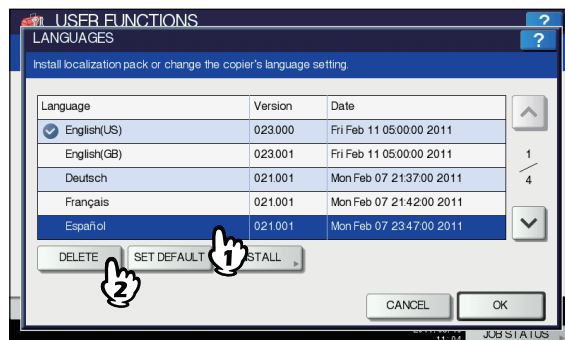 USER FUNCTIONS ?
LANGUAGES ?
Install localization pack or change the copier's language setting.
Language Version Date
English(US) 023.000 Fri Feb 11 05:00:00 2011
English(GB) 023.001 Fri Feb 11 05:00:00 2011
Deutsch 021.001 Mon Feb 07 21:37:00 2011
Français 021.001 Mon Feb 07 21:42:00 2011
Español 021.001 Mon Feb 07 23:47:00 2011
1
4
DELETE SET DEFAULT
1
2
CANCEL OK
JOB STATUS